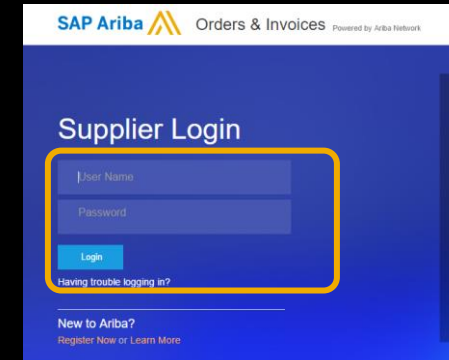 SAP Ariba Orders & Invoices Powered by Ariba Network
Supplier Login
User Name
Password
Login
Having trouble logging in?
New to Ariba?
Register Now or Learn More